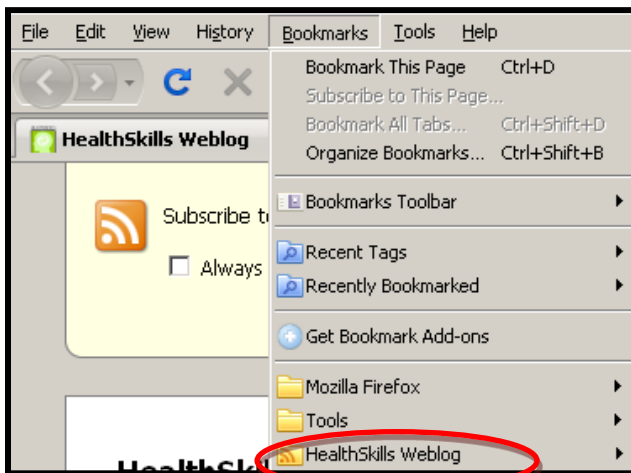 File Edit View History Bookmarks Tools Help
Bookmark This Page Ctrl+D
Subscribe to This Page...
Bookmark All Tabs... Ctrl+Shift+D
Organize Bookmarks... Ctrl+Shift+B
HealthSkills Weblog
Bookmarks Toolbar
Subscribe
Always
Recent Tags
Recently Bookmarked
Get Bookmark Add-ons
Mozilla Firefox
Tools
HealthSkills Weblog